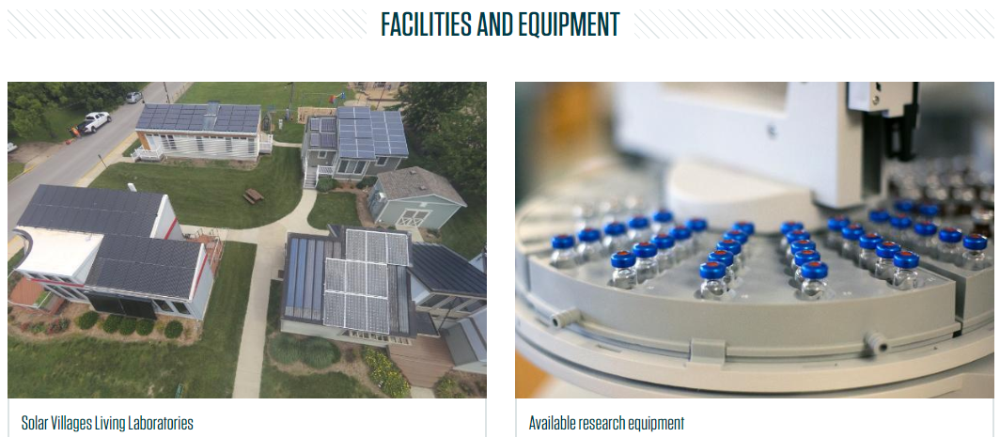 FACILITIES AND EQUIPMENT
Solar Villages Living Laboratories
Available research equipment